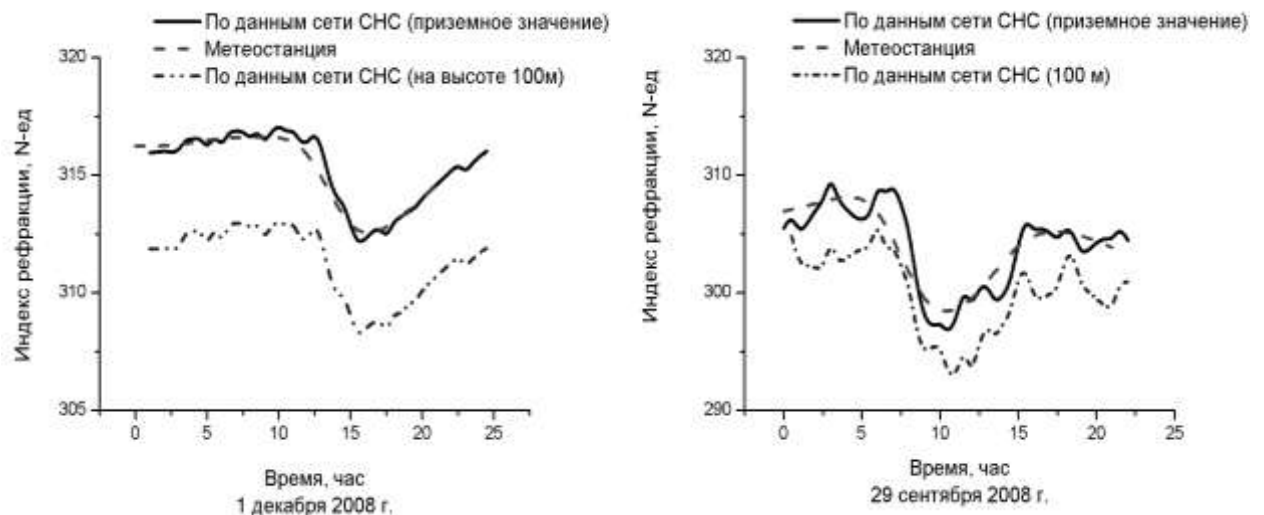 По данным сети СНС (приземное значение)
Метеостанция
По данным сети СНС (на высоте 100м)
Индекс рефракции, N-ед
320
315
310
305
0 5 10 15 20 25
Время, час
1 декабря 2008 г.
По данным сети СНС (приземное значение)
Метеостанция
По данным сети СНС (100 м)
Индекс рефракции, N-ед
320
310
300
290
0 5 10 15 20 25
Время, час
29 сентября 2008 г.